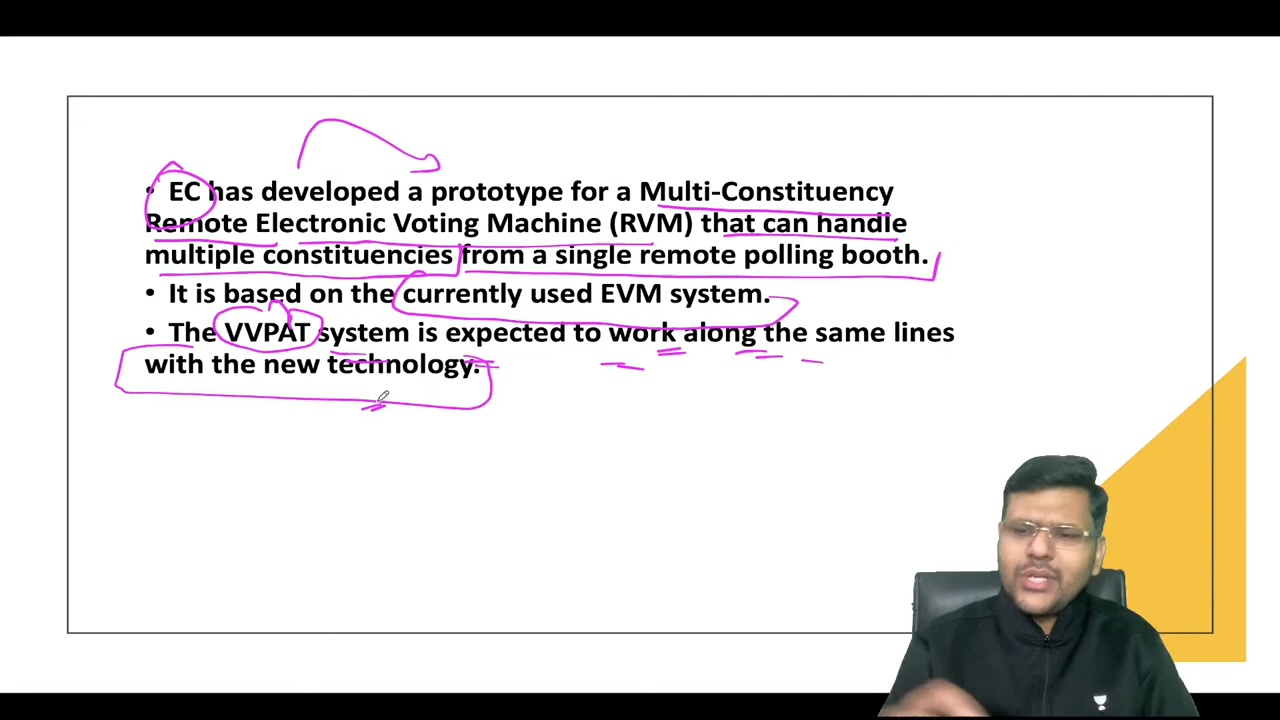 • EC has developed a prototype for a Multi-Constituency
Remote Electronic Voting Machine (RVM) that can handle
multiple constituencies from a single remote polling booth.
• It is based on the currently used EVM system.
• The VVPAT system is expected to work along the same lines
with the new technology.